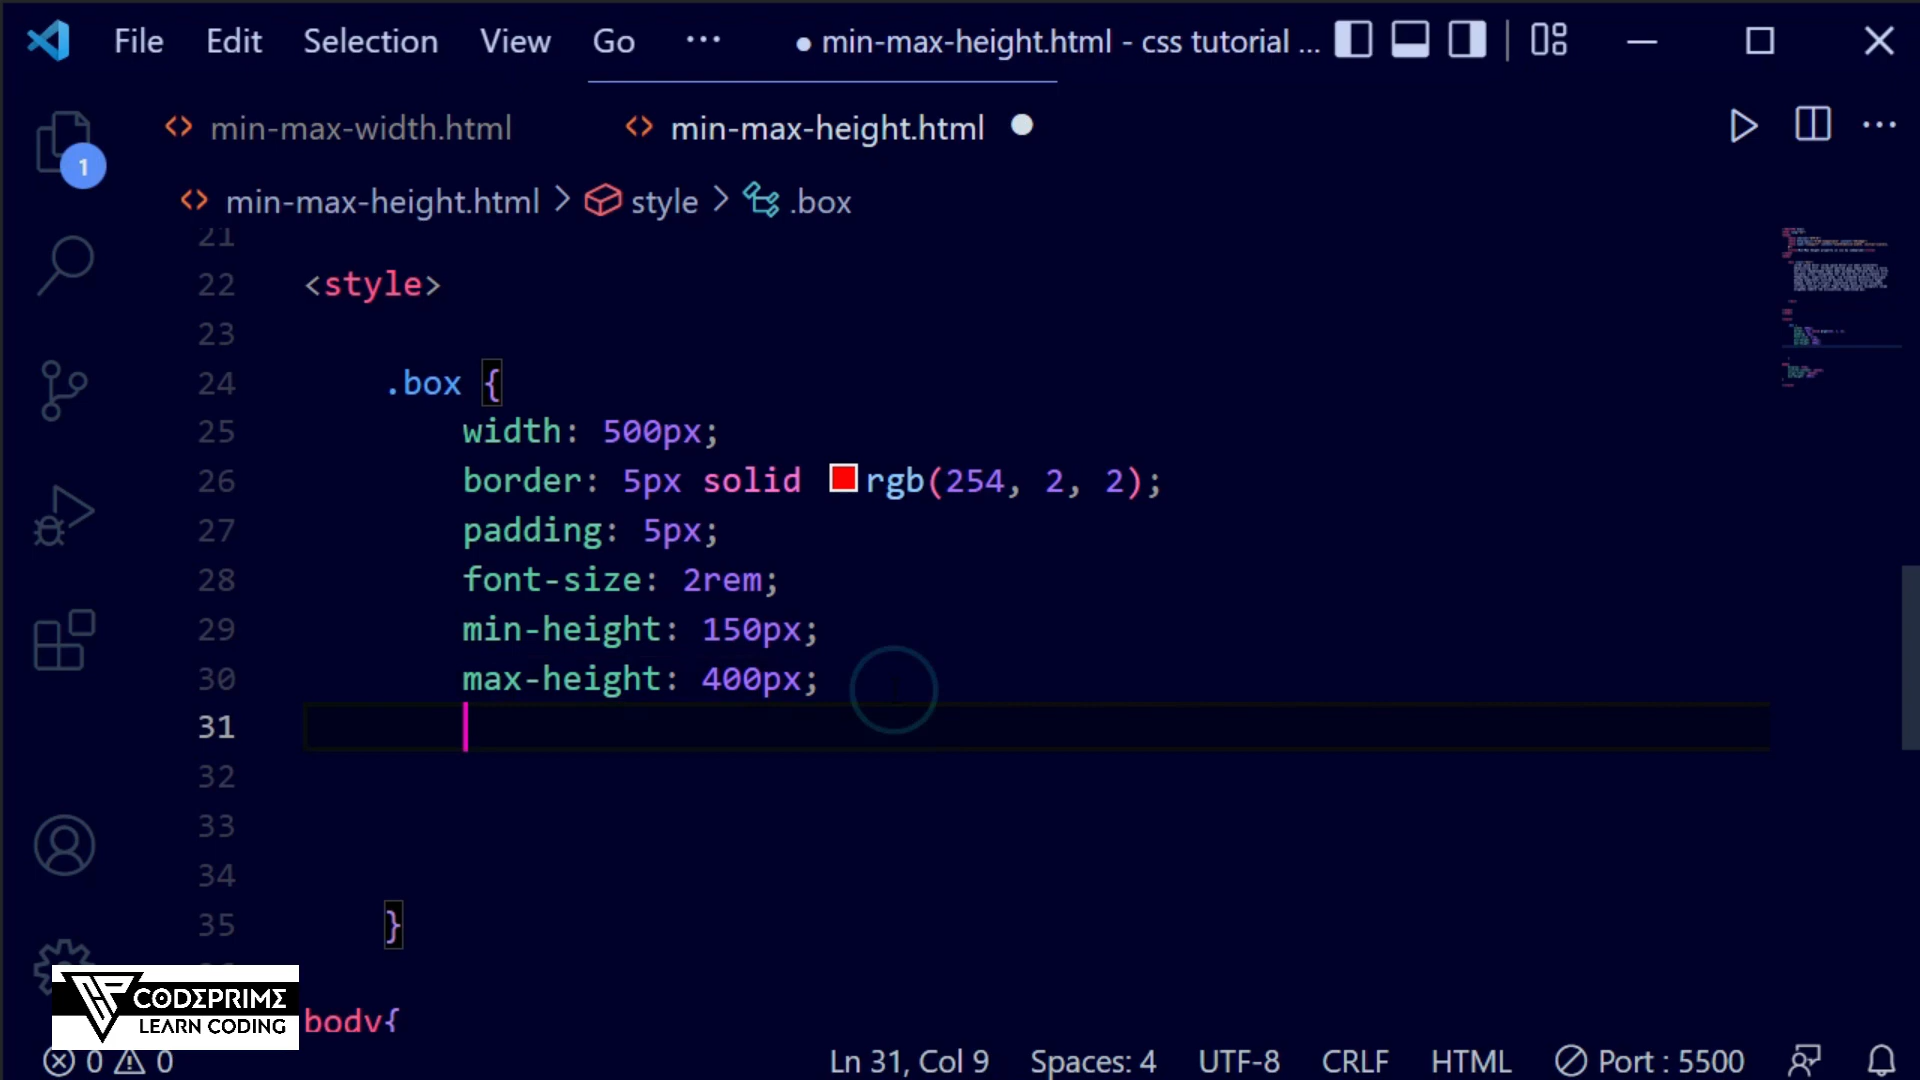 File Edit Selection View Go ··· ● min-max-height.html - css tutorial ...
min-max-width.html min-max-height.html
1
min-max-height.html > style > .box
21
22 <style>
23
24 .box {
25 width: 500px;
26 border: 5px solid rgb(254, 2, 2);
27 padding: 5px;
28 font-size: 2rem;
29 min-height: 150px;
30 max-height: 400px;
31
32
33
34
35 }
body{
CODEPRIME
LEARN CODING
0 0 Ln 31, Col 9 Spaces: 4 UTF-8 CRLF HTML Port : 5500